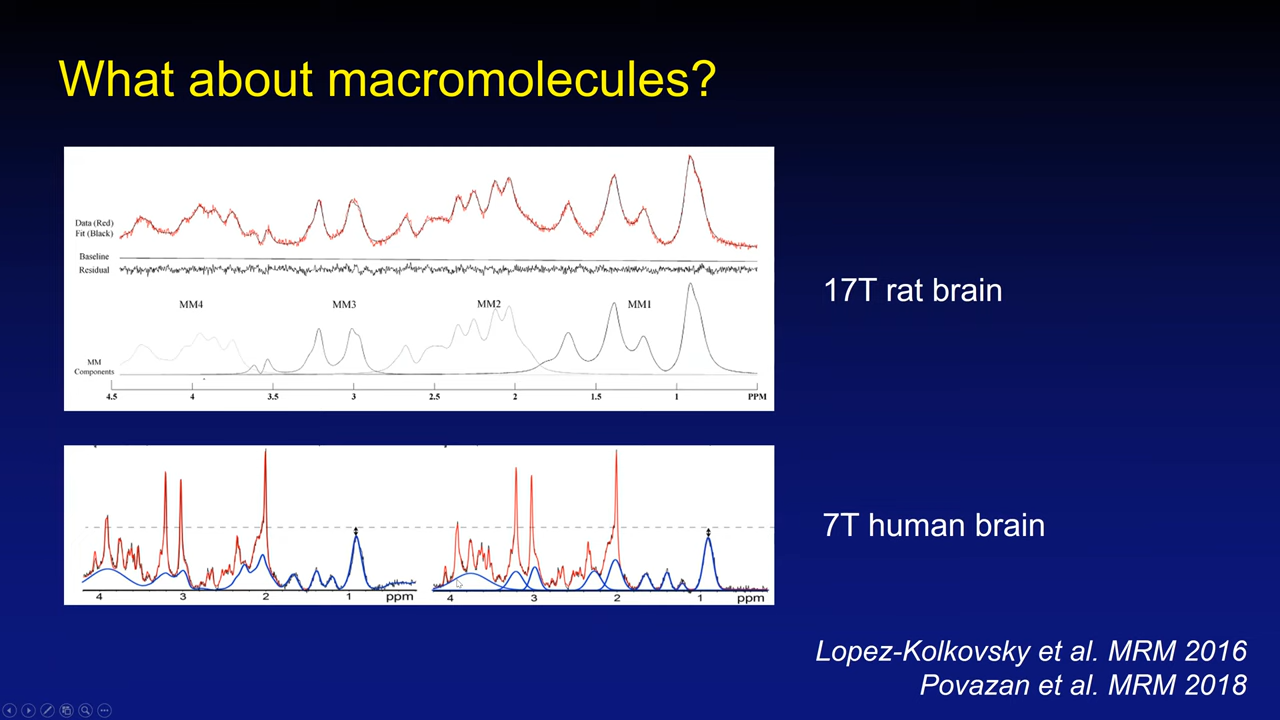 What about macromolecules?
Data (Red)
Fit (Black)
Baseline
Residual
MM4 MM3 MM2 MM1
MM
Components
4.5 4 3.5 3 2.5 2 1.5 1 PPM
17T rat brain
4 3 2 1 ppm 4 3 2 1 ppm
7T human brain
Lopez-Kolkovsky et al. MRM 2016
Povazan et al. MRM 2018